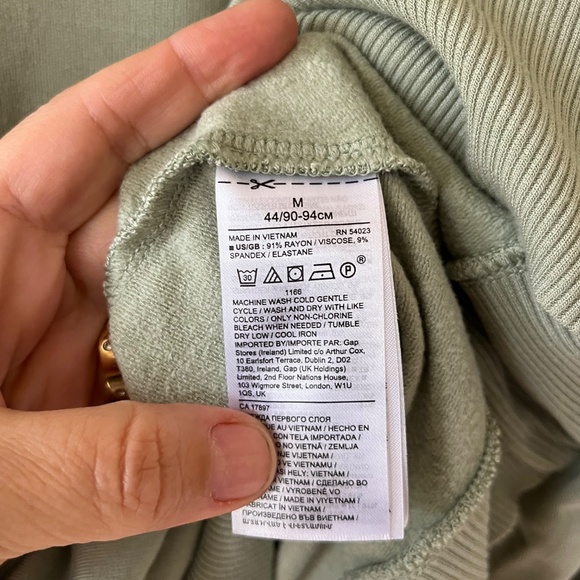 M
44/90-94см
MADE IN VIETNAM RN 54023
US/GB : 91% RAYON / VISCOSE, 9%
SPANDEX / ELASTANE
30 P ®
1166
MACHINE WASH COLD GENTLE
CYCLE / WASH AND DRY WITH LIKE
COLORS / ONLY NON-CHLORINE
BLEACH WHEN NEEDED / TUMBLE
DRY LOW / COOL IRON
IMPORTED BY/IMPORTE PAR: Gap
Stores (Ireland) Limited c/o Arthur Cox,
10 Earlsfort Terrace, Dublin 2, D02
T380, Ireland, Gap (UK Holdings)
Limited, 2nd Floor Nations House,
103 Wigmore Street, London, W1U
1QS, UK
CA 17897
ПЕРВОГО СЛОЯ
AU VIETNAM / HECHO EN
CON TELA IMPORTADA /
NO VIETNÃ / ZEMLJA
VIJETNAM /
VIETNAMU /
HELY: VIETNÁM /
/ СДЕЛАНО ВО
/ VYROBENÉ VO
/ MADE IN VIYETNAM /
FABRICAT ÎN VIETNAM /
ПРОИЗВЕДЕНО ВЪВ ВИЕТНАМ /